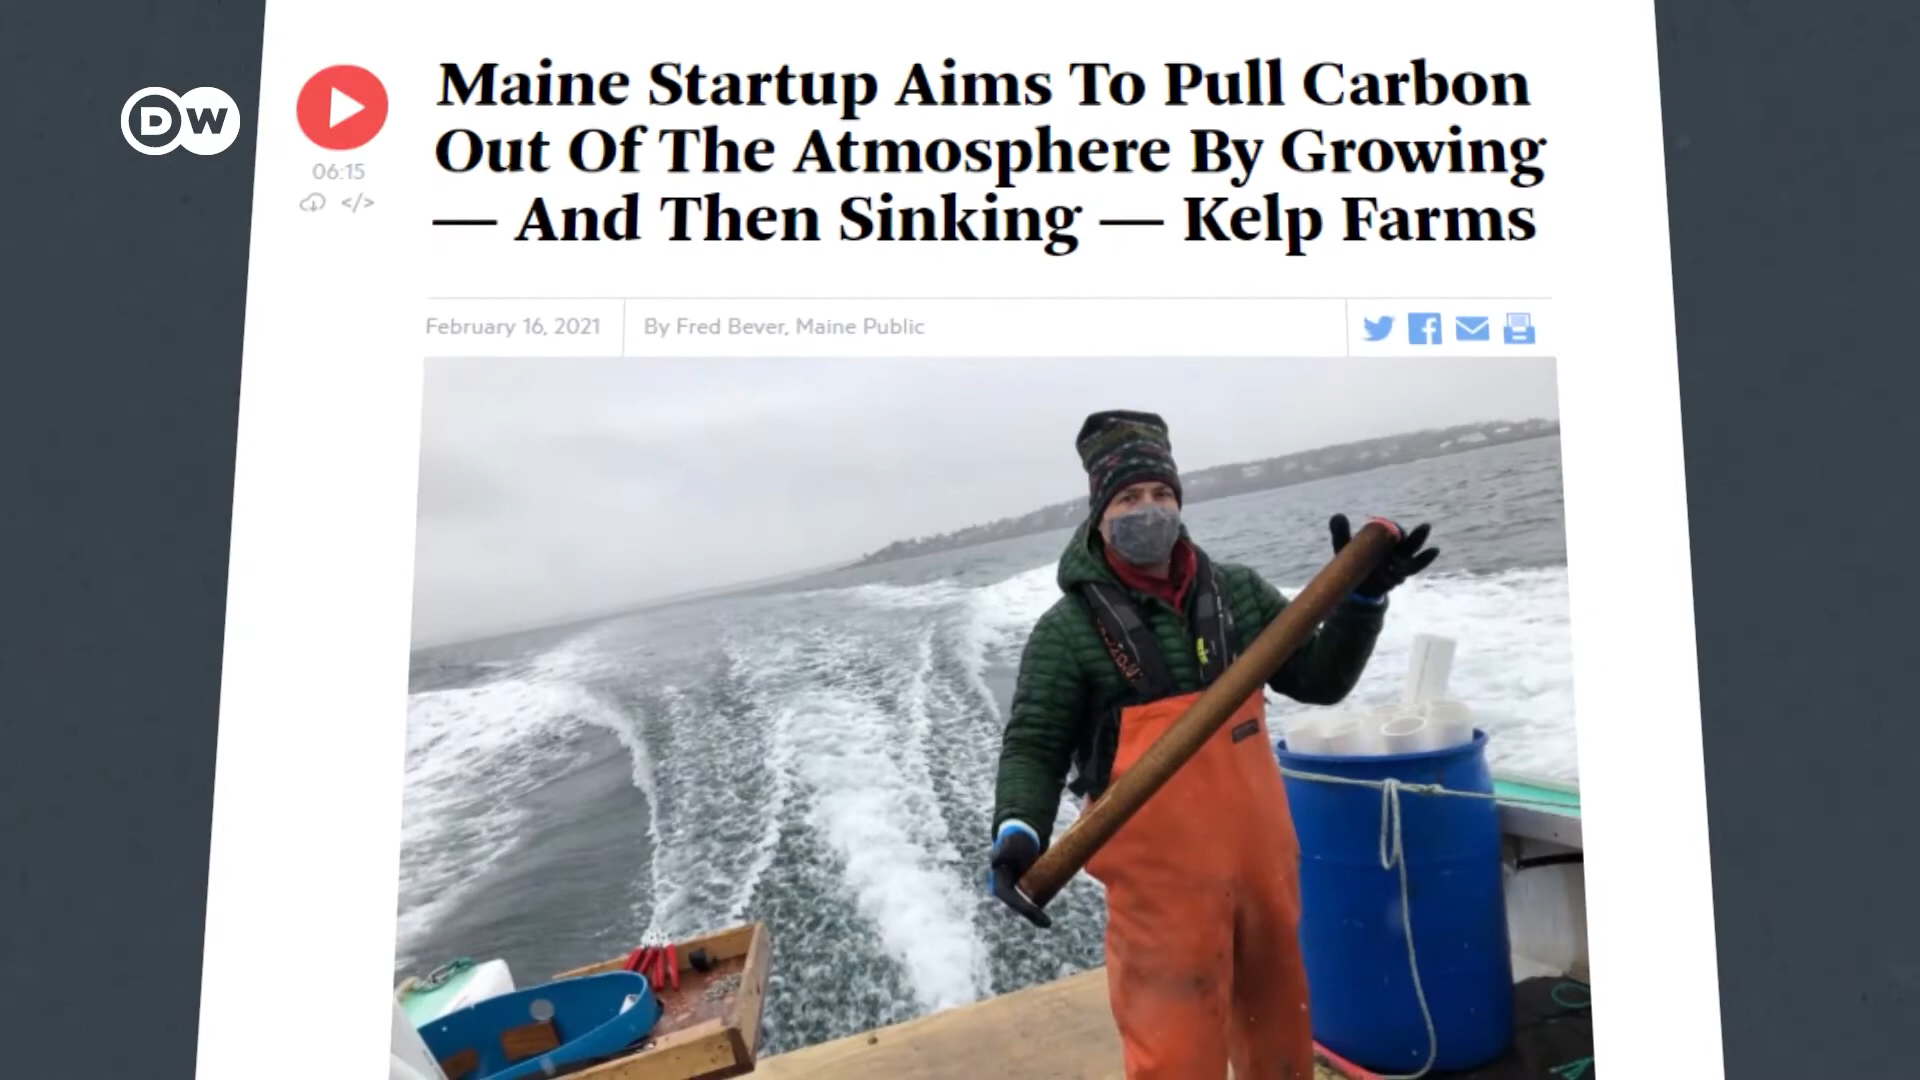 DW
Maine Startup Aims To Pull Carbon
Out Of The Atmosphere By Growing
— And Then Sinking — Kelp Farms
06:15
</>
February 16, 2021
By Fred Bever, Maine Public